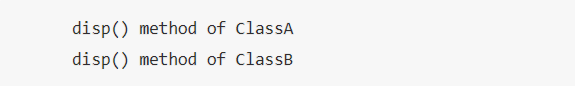 disp() method of ClassA
disp() method of ClassB